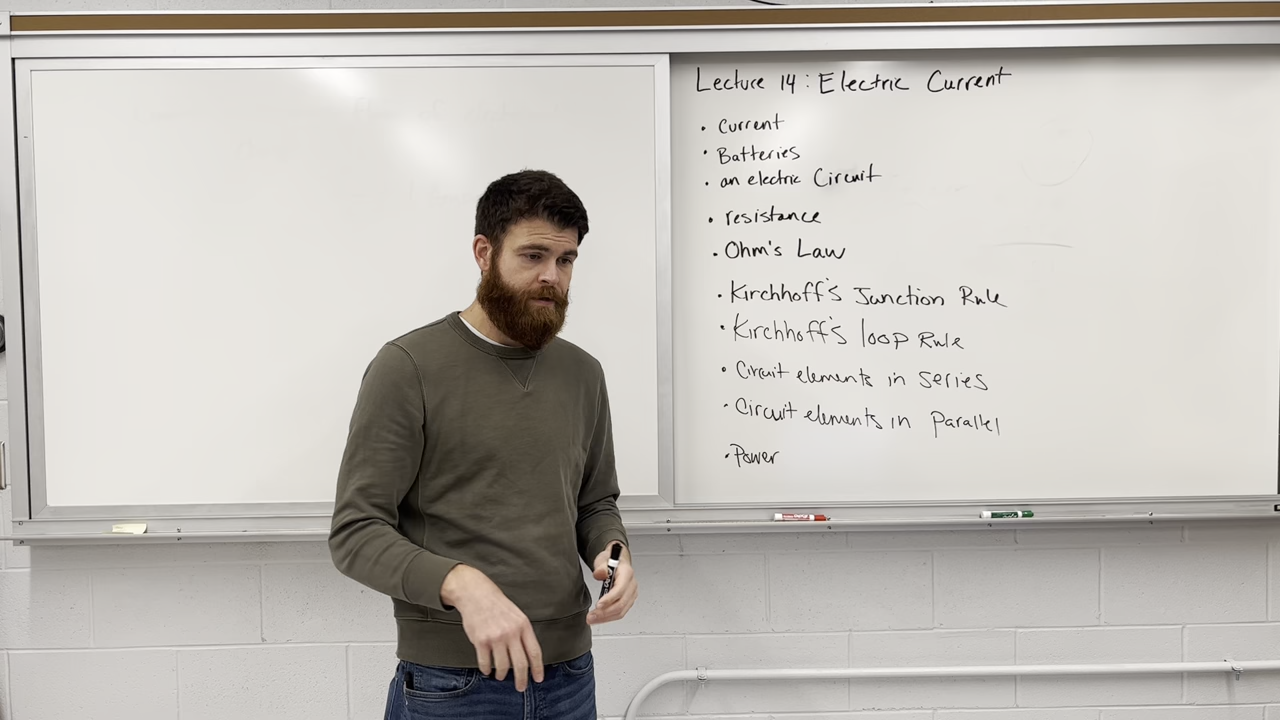 Lecture 14: Electric Current
• Current
• Batteries
• an electric Circuit
• resistance
• Ohm's Law
• Kirchhoff's Junction Rule
• Kirchhoff's loop Rule
• Circuit elements in series
• Circuit elements in Parallel
• Power